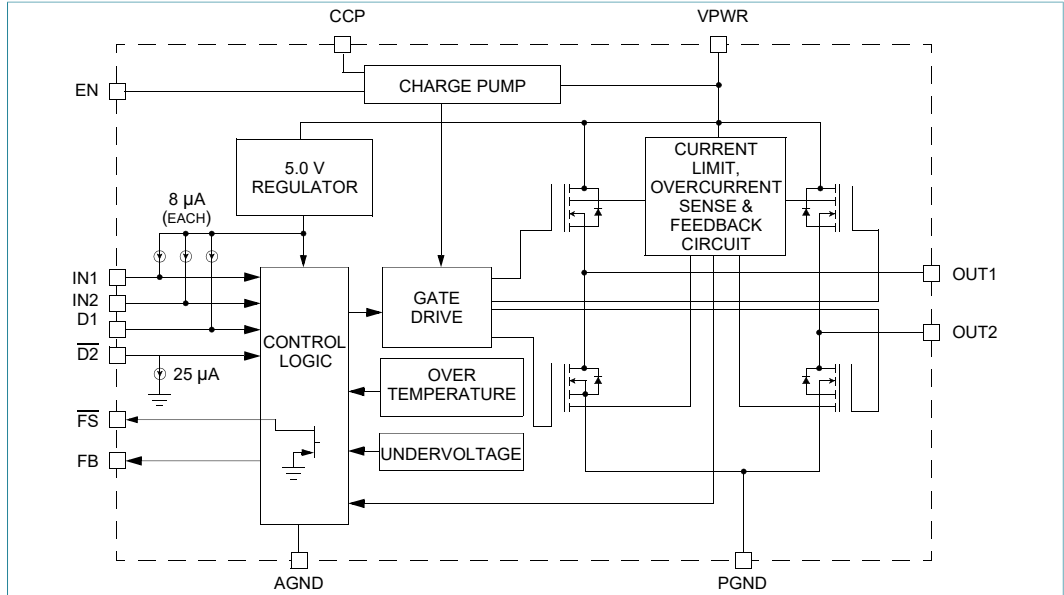 CCP
VPWR
EN
CHARGE PUMP
5.0 V
REGULATOR
CURRENT
LIMIT,
OVERCURRENT
SENSE &
FEEDBACK
CIRCUIT
8 µA
(EACH)
IN1
IN2
D1
D2
25 µA
FS
FB
CONTROL
LOGIC
GATE
DRIVE
OVER
TEMPERATURE
UNDERVOLTAGE
OUT1
OUT2
AGND
PGND